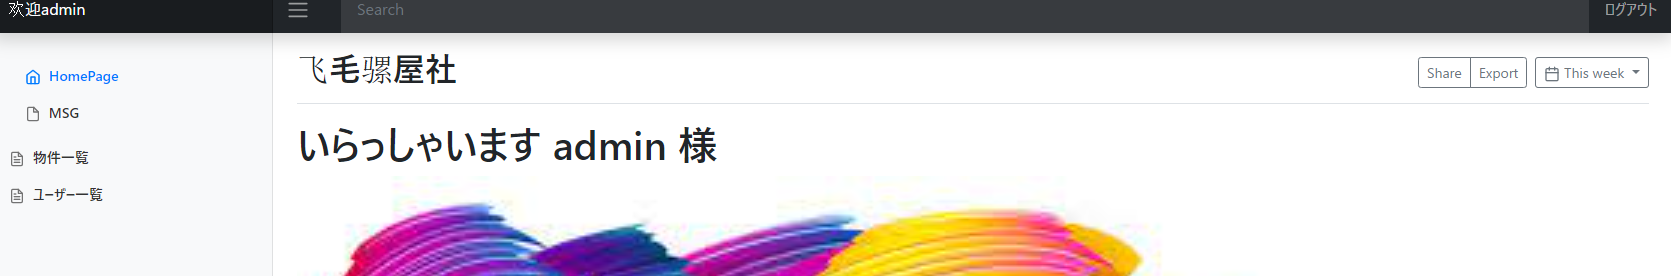 欢迎admin
Search
ログアウト
HomePage
MSG
物件一覧
ユーザー一覧
飞毛骡屋社
Share
Export
This week
いらっしゃいます admin 様